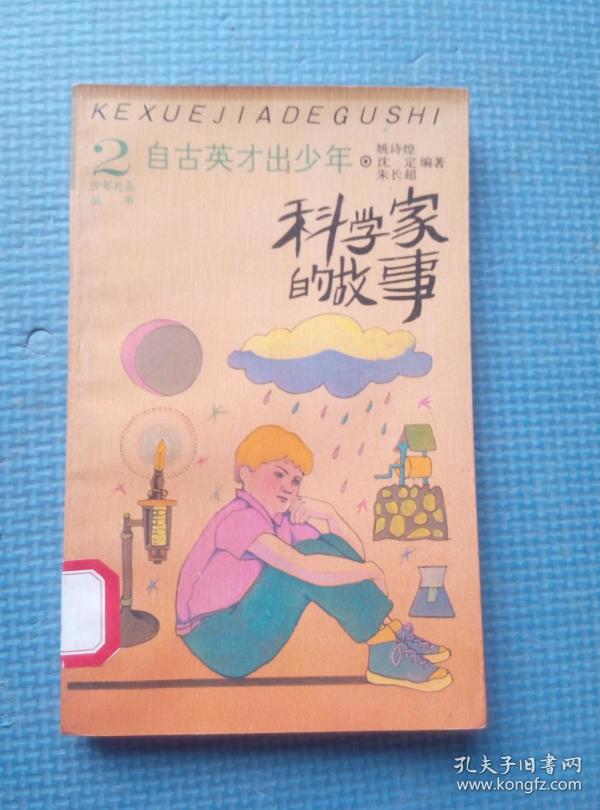 KEXUEJIADEGUSHI
2 自古英才出少年
少年礼品
丛书
姚诗煌
沈定 编著
朱长超
科学家
的故事
孔夫子旧书网
www.kongfz.com